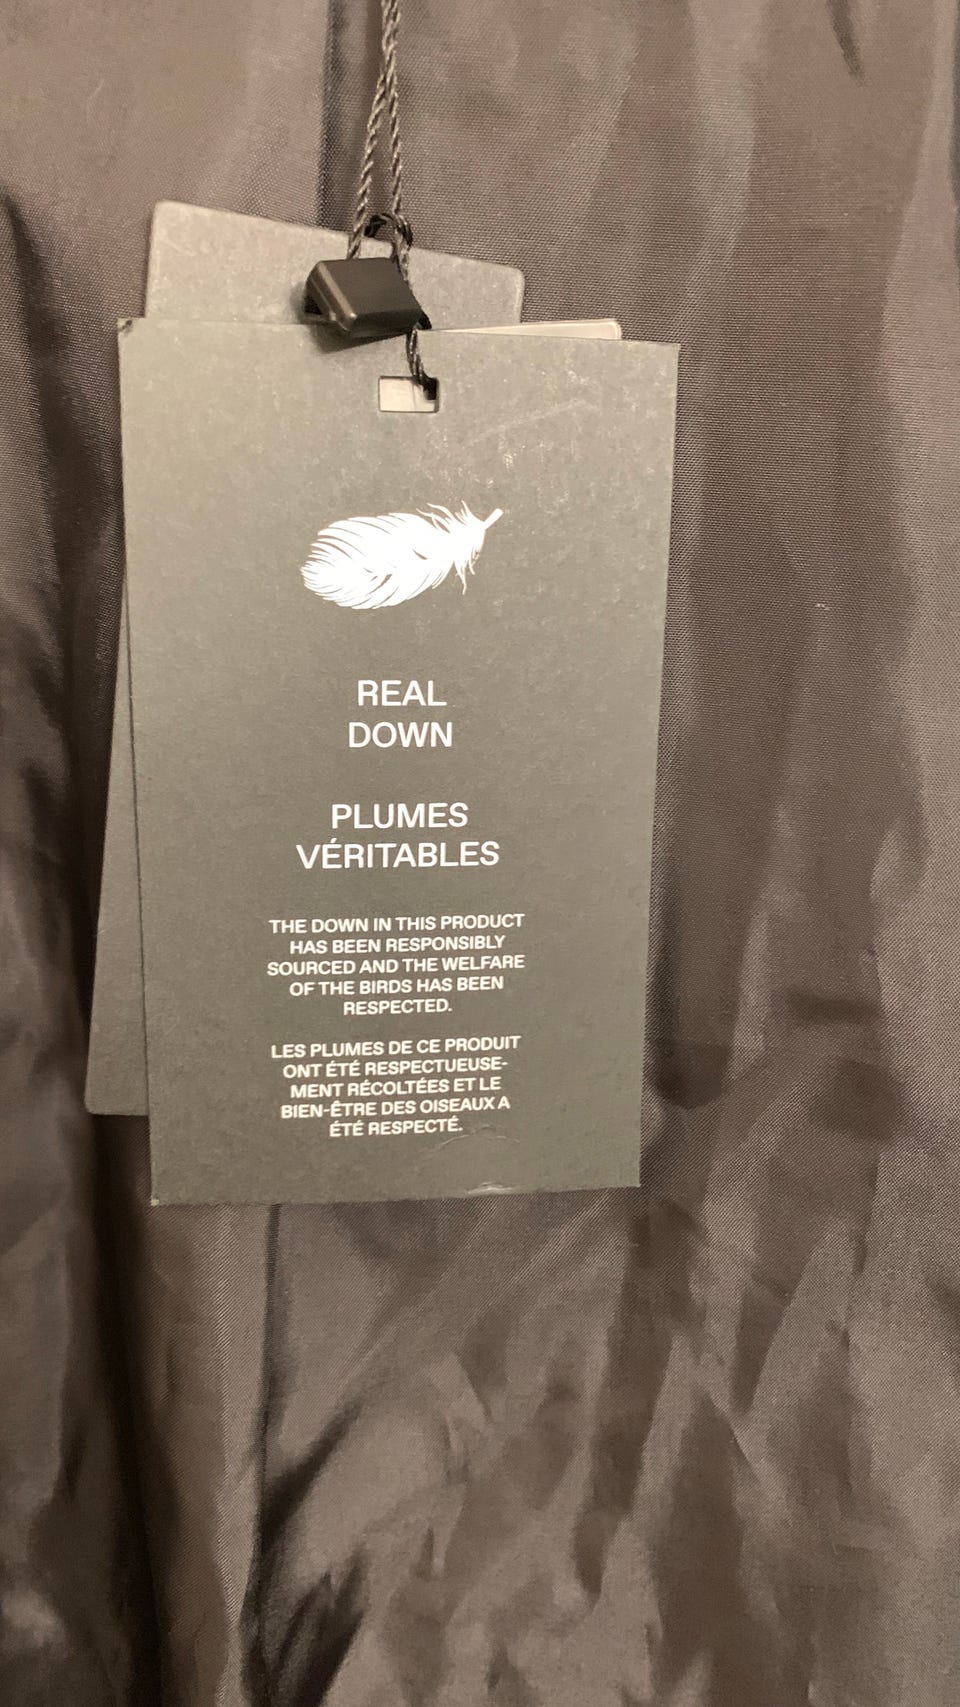 REAL
DOWN
PLUMES
VÉRITABLES
THE DOWN IN THIS PRODUCT
HAS BEEN RESPONSIBLY
SOURCED AND THE WELFARE
OF THE BIRDS HAS BEEN
RESPECTED.
LES PLUMES DE CE PRODUIT
ONT ÉTÉ RESPECTUEUSE-
MENT RÉCOLTÉES ET LE
BIEN-ÊTRE DES OISEAUX A
ÉTÉ RESPECTÉ.